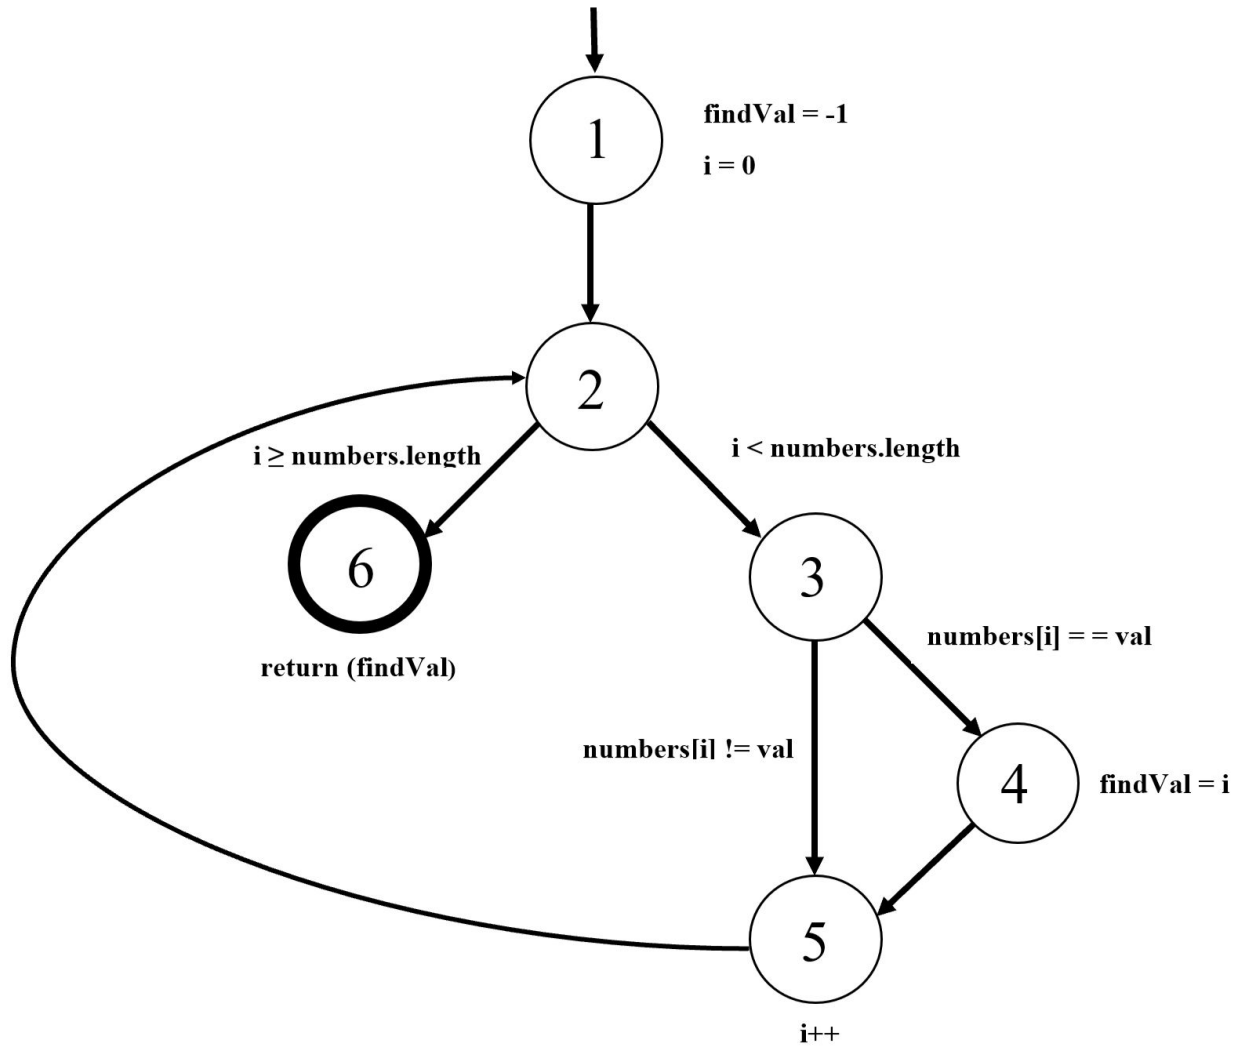 1
findVal = -1
i = 0
2
i ≥ numbers.length
i < numbers.length
6
3
return (findVal)
numbers[i] = = val
numbers[i] != val
4
findVal = i
5
i++